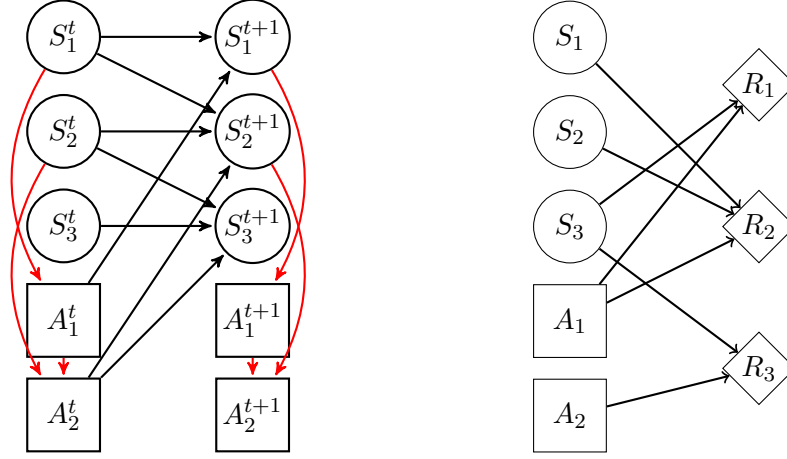 $S_1^t$ $S_1^{t+1}$ $S_1$
$R_1$
$S_2^t$ $S_2^{t+1}$ $S_2$
$S_3^t$ $S_3^{t+1}$ $S_3$ $R_2$
$A_1^t$ $A_1^{t+1}$ $A_1$
$R_3$
$A_2^t$ $A_2^{t+1}$ $A_2$